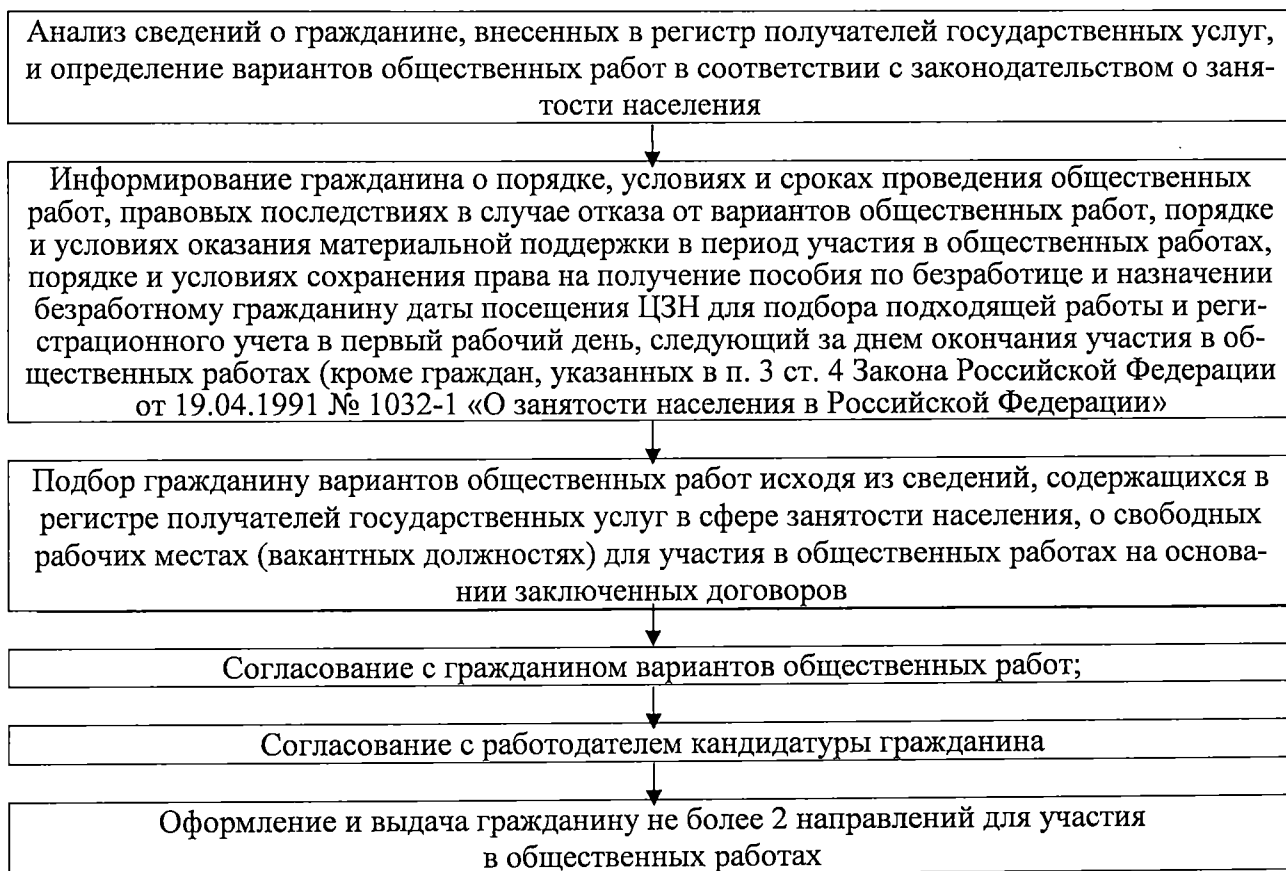 Анализ сведений о гражданине, внесенных в регистр получателей государственных услуг,
и определение вариантов общественных работ в соответствии с законодательством о заня-
тости населения
Информирование гражданина о порядке, условиях и сроках проведения общественных
работ, правовых последствиях в случае отказа от вариантов общественных работ, порядке
и условиях оказания материальной поддержки в период участия в общественных работах,
порядке и условиях сохранения права на получение пособия по безработице и назначении
безработному гражданину даты посещения ЦЗН для подбора подходящей работы и реги-
страционного учета в первый рабочий день, следующий за днем окончания участия в об-
щественных работах (кроме граждан, указанных в п. 3 ст. 4 Закона Российской Федерации
от 19.04.1991 № 1032-1 «О занятости населения в Российской Федерации»
Подбор гражданину вариантов общественных работ исходя из сведений, содержащихся в
регистре получателей государственных услуг в сфере занятости населения, о свободных
рабочих местах (вакантных должностях) для участия в общественных работах на основа-
нии заключенных договоров
Согласование с гражданином вариантов общественных работ;
Согласование с работодателем кандидатуры гражданина
Оформление и выдача гражданину не более 2 направлений для участия
в общественных работах